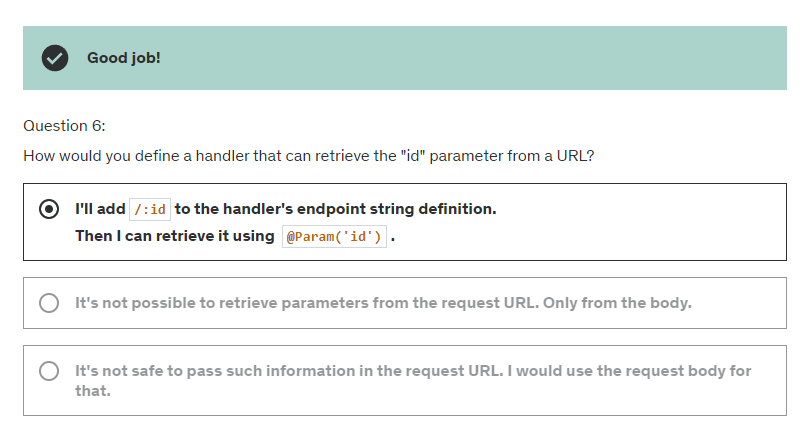 Good job!
Question 6:
How would you define a handler that can retrieve the "id" parameter from a URL?
I'll add /:id to the handler's endpoint string definition.
Then I can retrieve it using @Param('id') .
It's not possible to retrieve parameters from the request URL. Only from the body.
It's not safe to pass such information in the request URL. I would use the request body for
that.